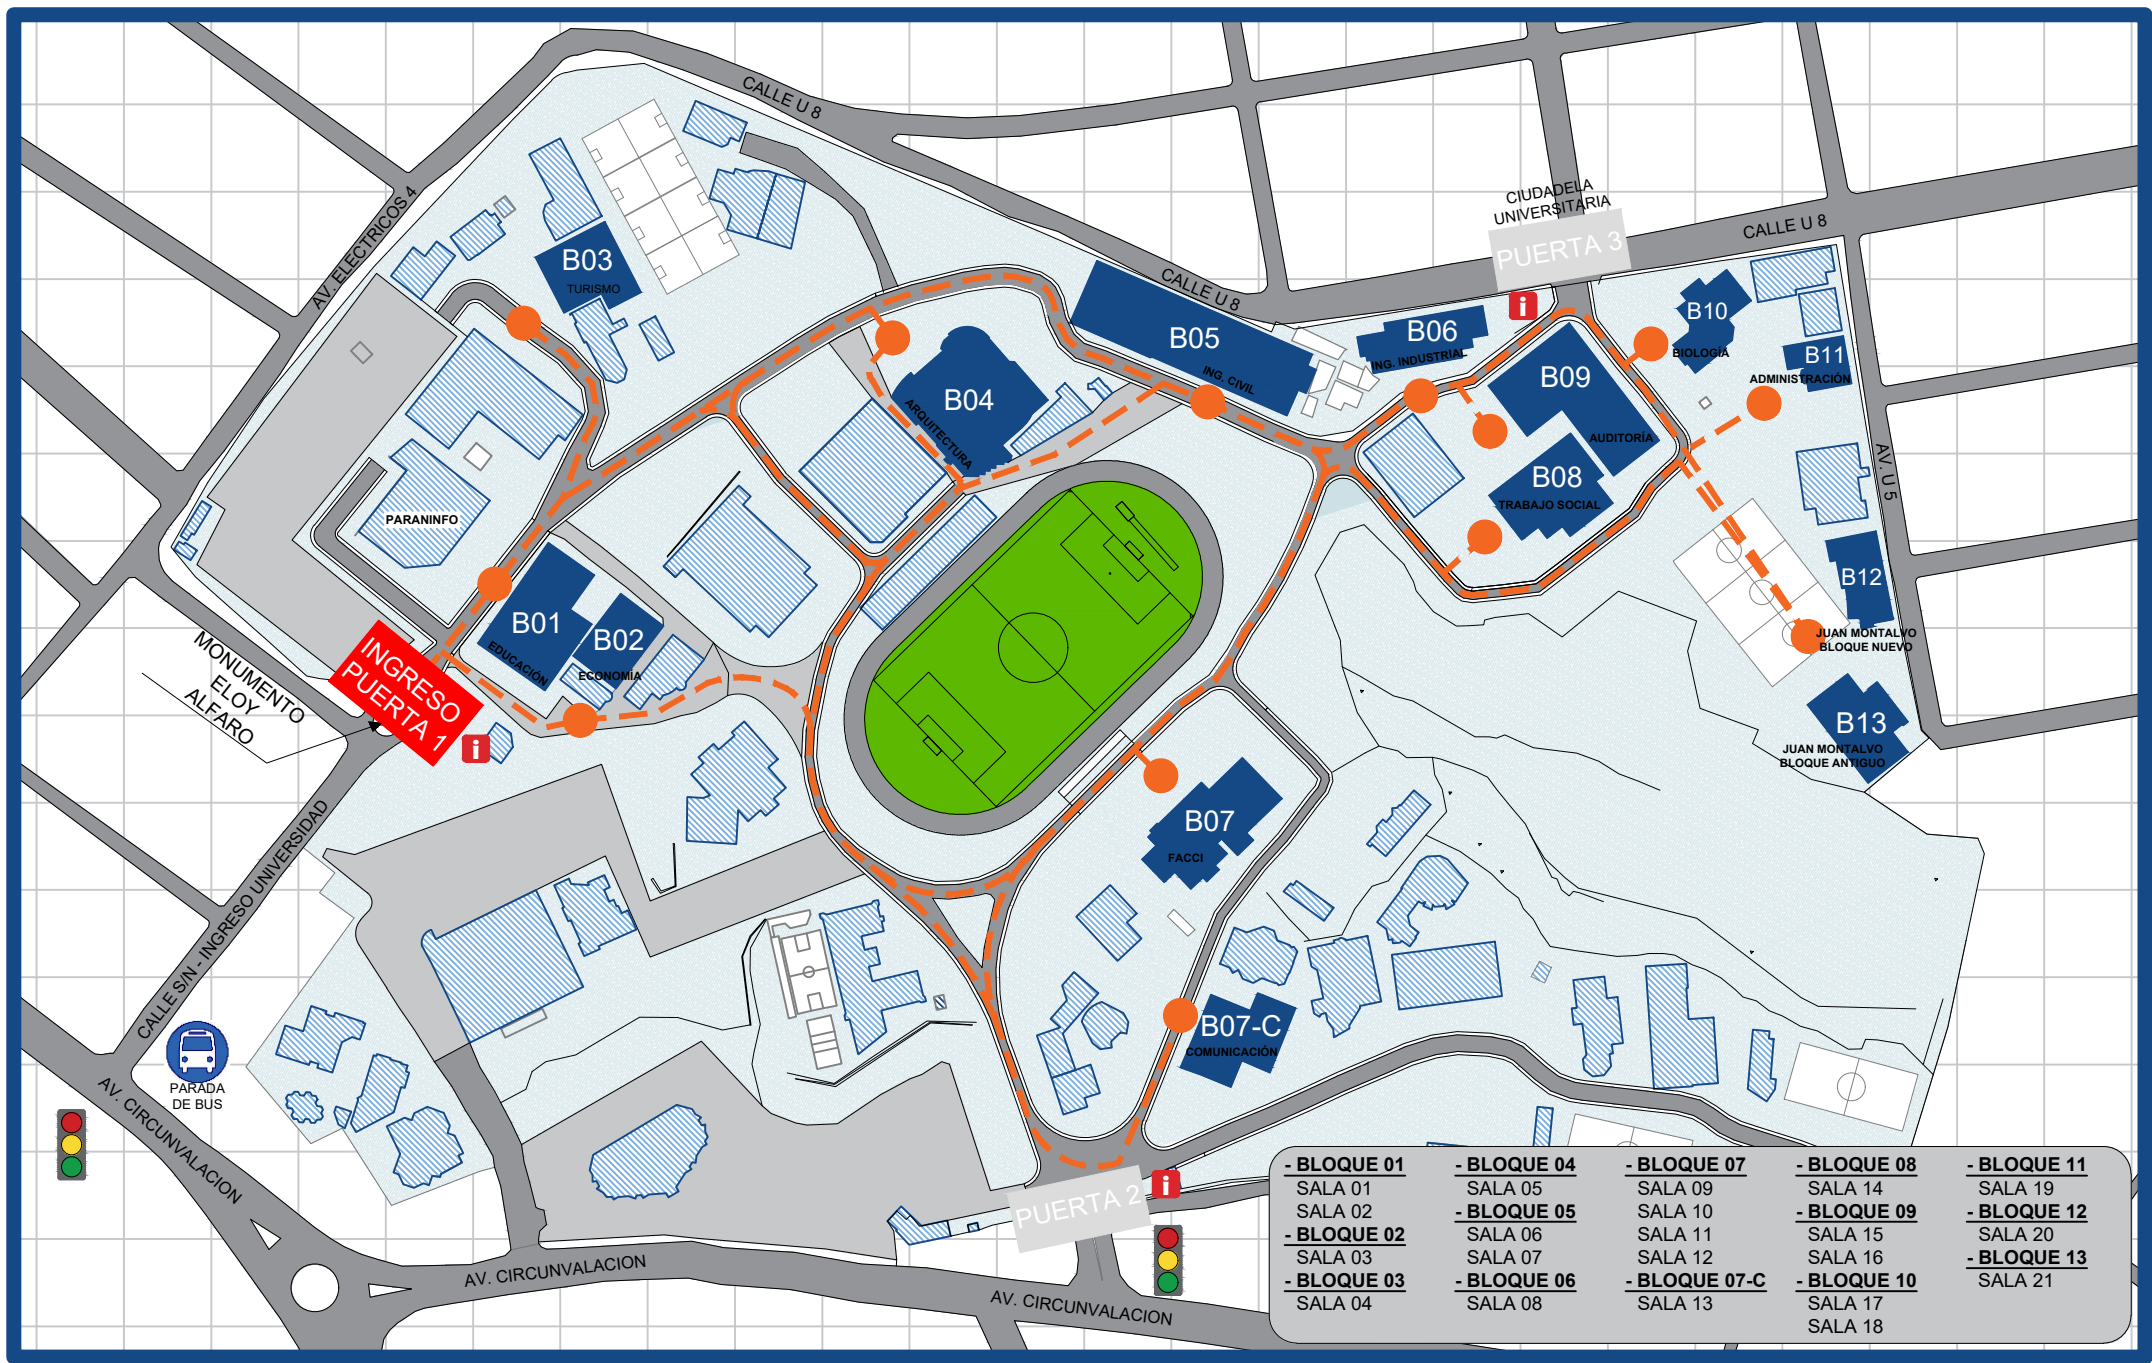 CALLE U 8
AV. ELECTRICOS 4
CIUDADELA
UNIVERSITARIA
PUERTA 3
CALLE U 8
CALLE U 8
B03
TURISMO
B05
ING. CIVIL
B06
ING. INDUSTRIAL
i
B10
BIOLOGÍA
B11
ADMINISTRACIÓN
B04
ARQUITECTURA
B09
AUDITORÍA
B08
TRABAJO SOCIAL
AV. U 5
PARANINFO
B01
EDUCACIÓN
B02
ECONOMÍA
B12
JUAN MONTALVO
BLOQUE NUEVO
INGRESO
PUERTA 1
i
MONUMENTO
ELOY
ALFARO
B13
JUAN MONTALVO
BLOQUE ANTIGUO
B07
FACCI
CALLE S/N - INGRESO UNIVERSIDAD
B07-C
COMUNICACIÓN
PARADA
DE BUS
AV. CIRCUNVALACION
PUERTA 2
i
AV. CIRCUNVALACION
AV. CIRCUNVALACION
- BLOQUE 01
SALA 01
SALA 02
- BLOQUE 02
SALA 03
- BLOQUE 03
SALA 04
- BLOQUE 04
SALA 05
- BLOQUE 05
SALA 06
SALA 07
- BLOQUE 06
SALA 08
- BLOQUE 07
SALA 09
SALA 10
SALA 11
SALA 12
- BLOQUE 07-C
SALA 13
- BLOQUE 08
SALA 14
- BLOQUE 09
SALA 15
SALA 16
- BLOQUE 10
SALA 17
SALA 18
- BLOQUE 11
SALA 19
- BLOQUE 12
SALA 20
- BLOQUE 13
SALA 21